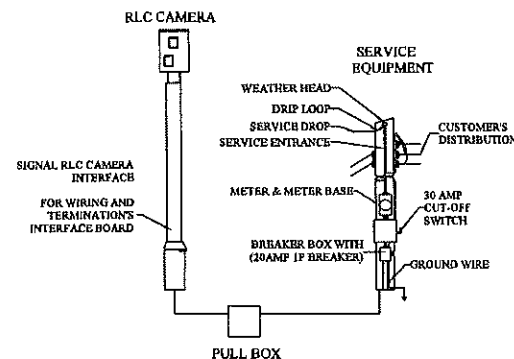 RLC CAMERA
SERVICE
EQUIPMENT
WEATHER HEAD
DRIP LOOP
SERVICE DROP
SERVICE ENTRANCE
CUSTOMER'S
DISTRIBUTION
SIGNAL RLC CAMERA
INTERFACE
FOR WIRING AND
TERMINATION'S
INTERFACE BOARD
METER & METER BASE
30 AMP
CUT-OFF
SWITCH
BREAKER BOX WITH
(20AMP 1P BREAKER)
GROUND WIRE
PULL BOX